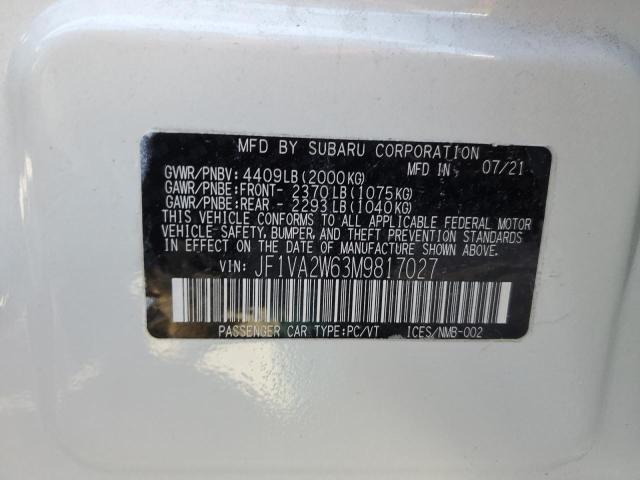 MFD BY SUBARU CORPORATION
GVWR/PNBV: 4409LB(2000KG) MFD IN 07/21
GAWR/PNBE:FRONT- 2370LB(1075KG)
GAWR/PNBE:REAR - 2293LB(1040KG)
THIS VEHICLE CONFORMS TO ALL APPLICABLE FEDERAL MOTOR
VEHICLE-SAFETY, BUMPER, AND THEFT PREVENTION STANDARDS
IN EFFECT ON THE DATE OF MANUFACTURE SHOWN ABOVE.
VIN: JF1VA2W63M9817027
PASSENGER CAR TYPE:PC/VT ICES/NMB-002